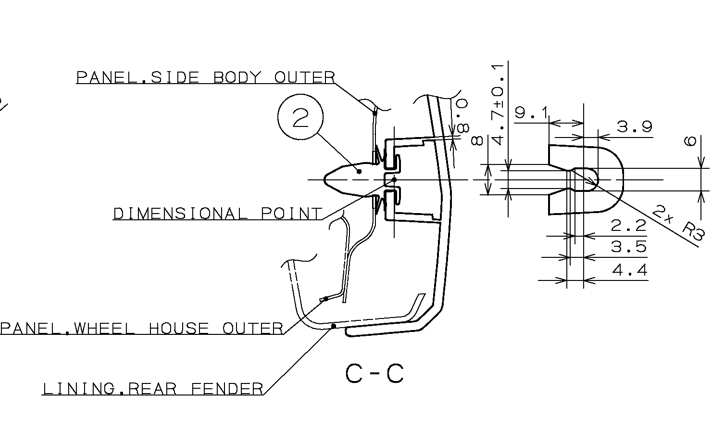 PANEL,SIDE BODY OUTER
2
DIMENSIONAL POINT
PANEL,WHEEL HOUSE OUTER
LINING,REAR FENDER
C-C
0.8
8
4.7±0.1
9.1
3.9
6
2x R3
2.2
3.5
4.4